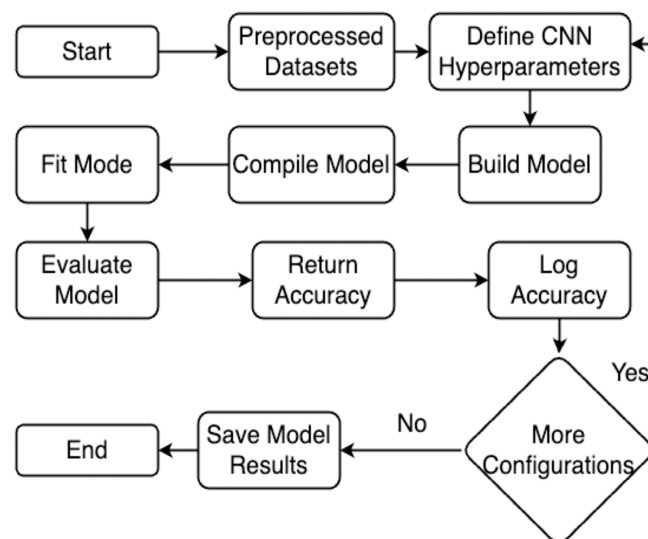 Start
Preprocessed
Datasets
Define CNN
Hyperparameters
Fit Mode
Compile Model
Build Model
Evaluate
Model
Return
Accuracy
Log
Accuracy
Yes
End
Save Model
Results
No
More
Configurations